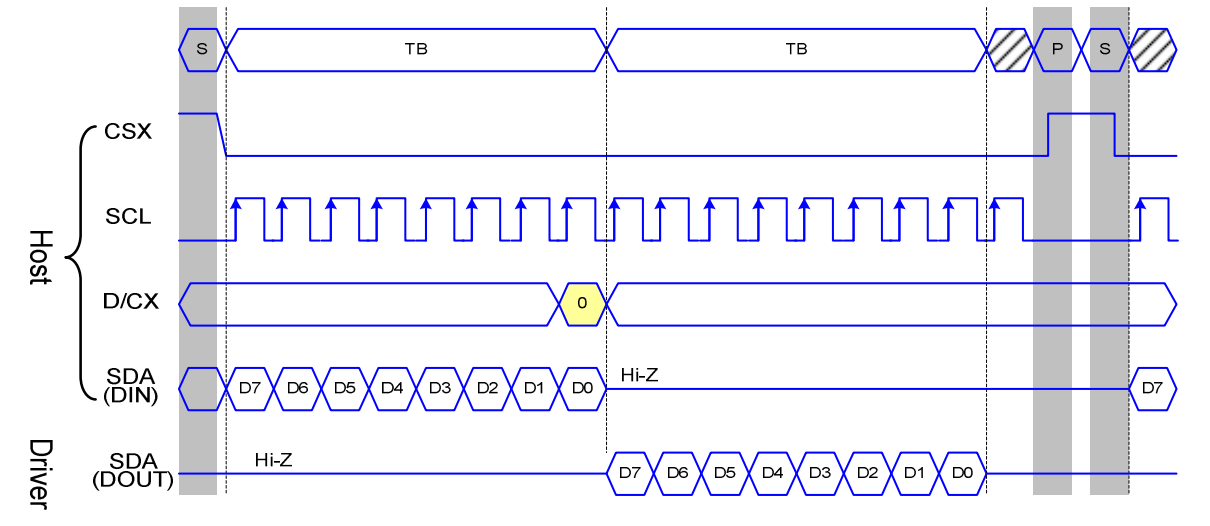 S TB TB P S
CSX
SCL
Host
D/CX
0
SDA
(DIN)
D7 D6 D5 D4 D3 D2 D1 D0
Hi-Z
D7
Driver
SDA
(DOUT)
Hi-Z
D7 D6 D5 D4 D3 D2 D1 D0